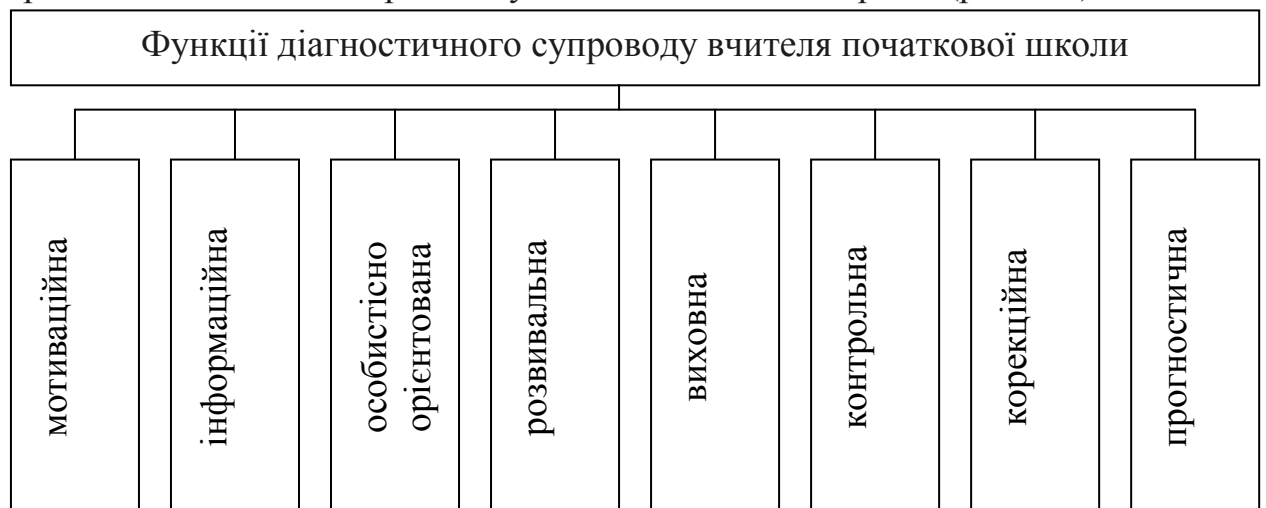 Функції діагностичного супроводу вчителя початкової школи
мотиваційна
інформаційна
особистісно
орієнтована
розвивальна
виховна
контрольна
корекційна
прогностична